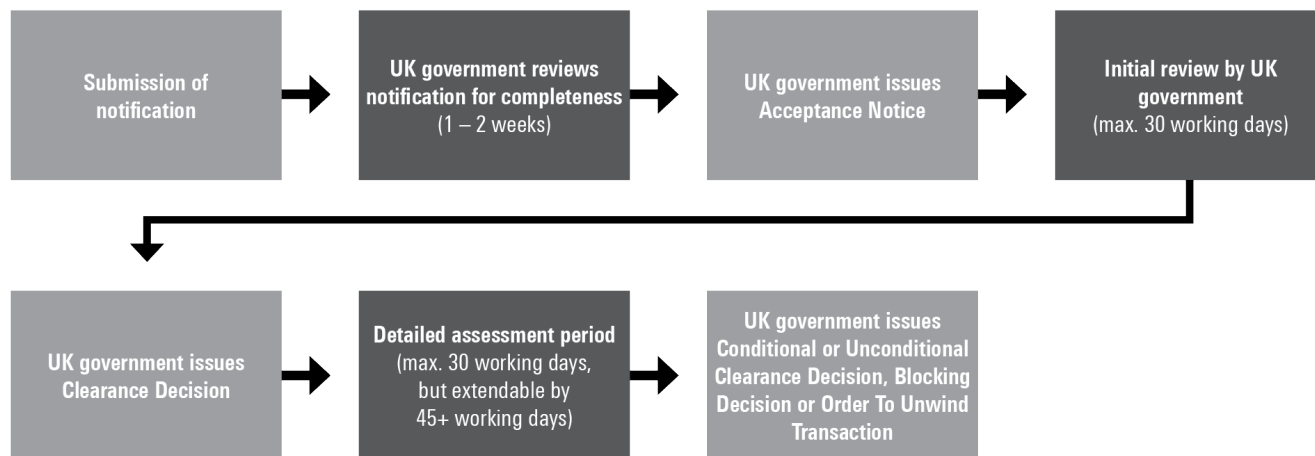 Submission of
notification
UK government reviews
notification for completeness
(1 – 2 weeks)
UK government issues
Acceptance Notice
Initial review by UK
government
(max. 30 working days)
UK government issues
Clearance Decision
Detailed assessment period
(max. 30 working days,
but extendable by
45+ working days)
UK government issues
Conditional or Unconditional
Clearance Decision, Blocking
Decision or Order To Unwind
Transaction